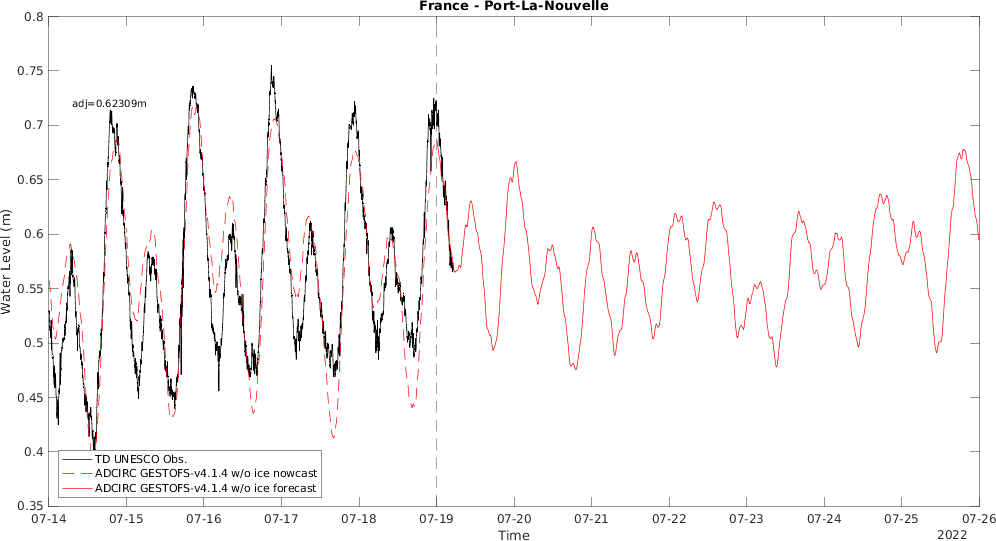 France - Port-La-Nouvelle
0.8
0.75
0.7
0.65
0.6
0.55
0.5
0.45
0.4
0.35
Water Level (m)
adj=0.62309m
TD UNESCO Obs.
ADCIRC GESTOFS-v4.1.4 w/o ice nowcast
ADCIRC GESTOFS-v4.1.4 w/o ice forecast
07-14 07-15 07-16 07-17 07-18 07-19 07-20 07-21 07-22 07-23 07-24 07-25 07-26
Time
2022